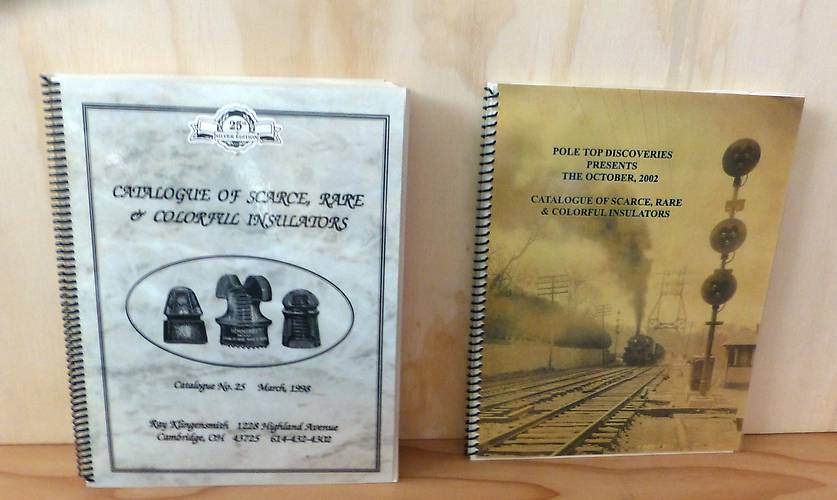 25th
SILVER EDITION
CATALOGUE OF SCARCE, RARE
& COLORFUL INSULATORS
HEMINGRAY
Catalogue No. 25 March, 1998
Ray Klingensmith 1228 Highland Avenue
Cambridge, OH 43725 614-432-4302
POLE TOP DISCOVERIES
PRESENTS
THE OCTOBER, 2002
CATALOGUE OF SCARCE, RARE
& COLORFUL INSULATORS